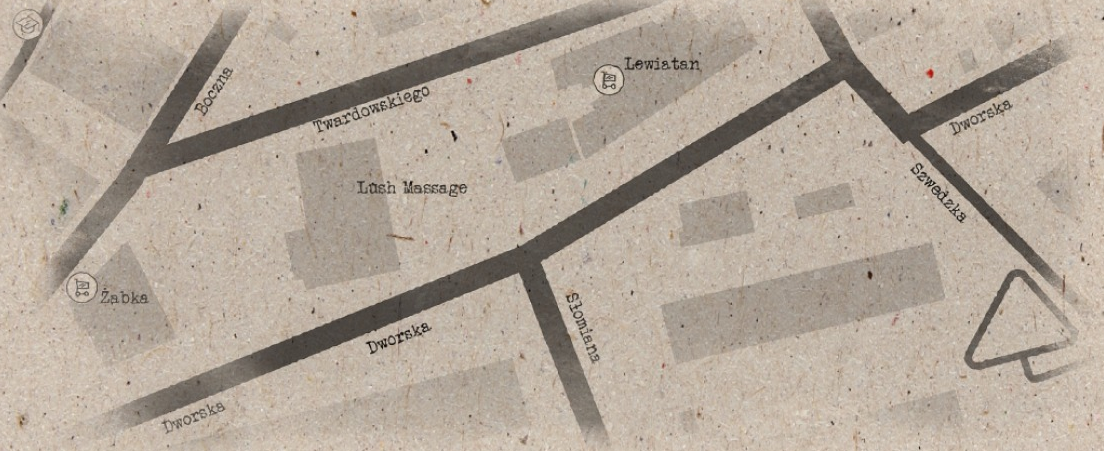 Lewiatan
Boczna
Twardowskiego
Dworska
Lush Massage
Szwedzka
Żabka
Słomiana
Dworska
Dworska